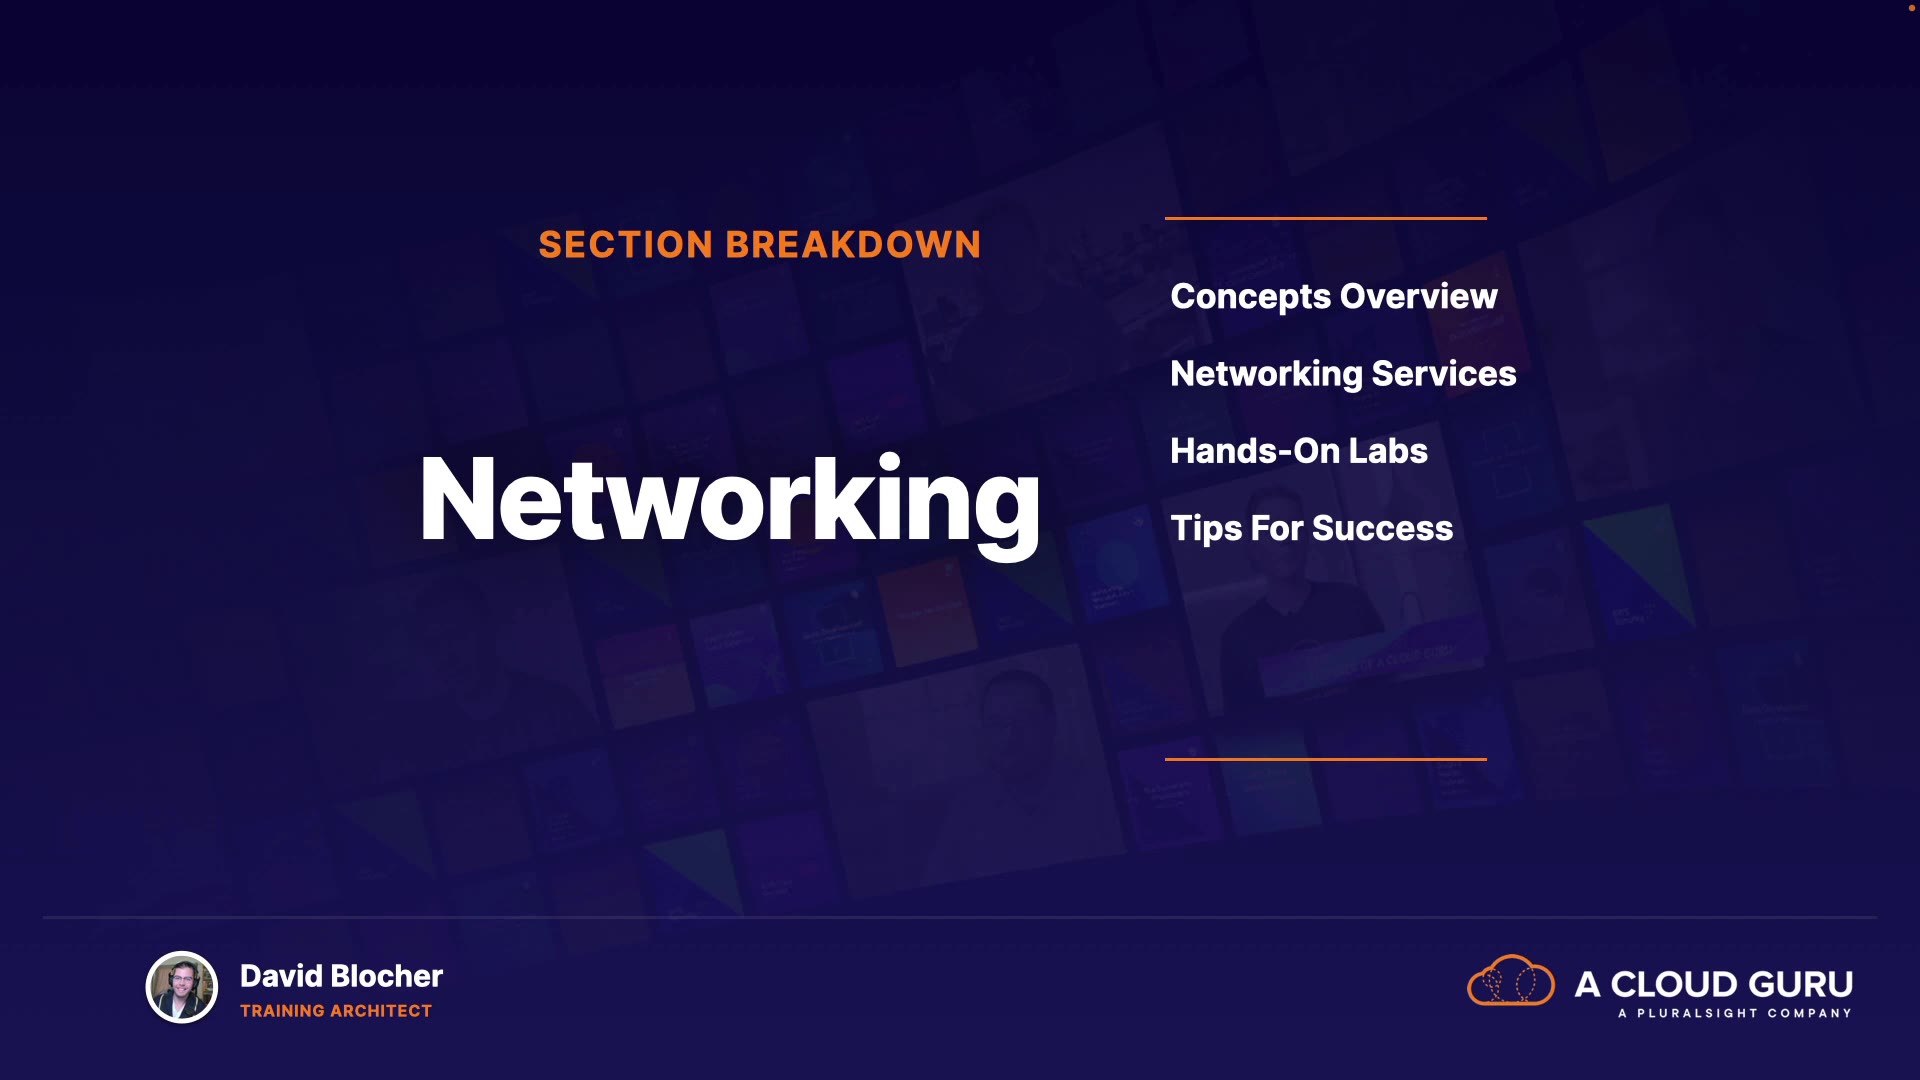 SECTION BREAKDOWN
Networking
Concepts Overview
Networking Services
Hands-On Labs
Tips For Success
David Blocher
TRAINING ARCHITECT
A CLOUD GURU
A PLURALSIGHT COMPANY